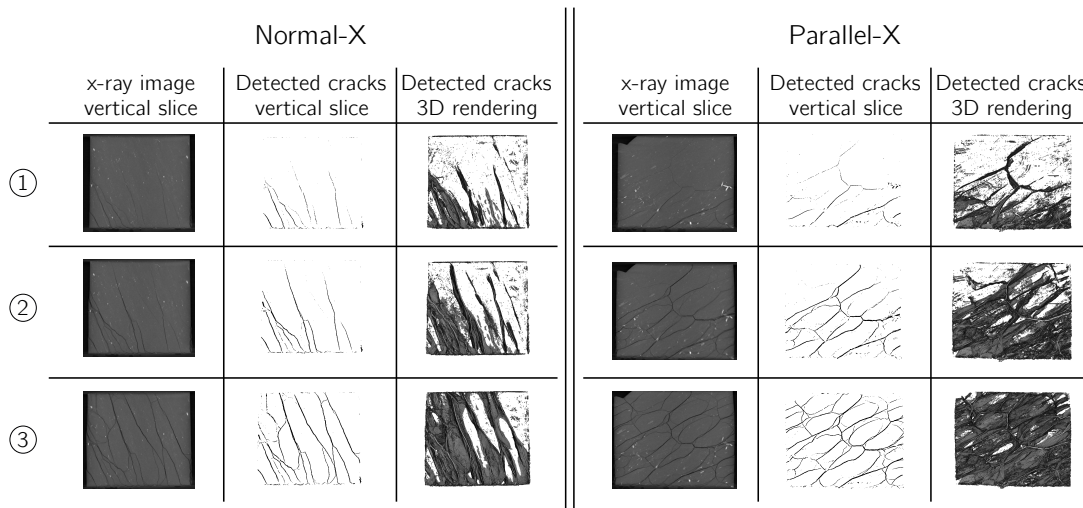 Normal-X
Parallel-X
x-ray image
vertical slice
Detected cracks
vertical slice
Detected cracks
3D rendering
x-ray image
vertical slice
Detected cracks
vertical slice
Detected cracks
3D rendering
①
②
③